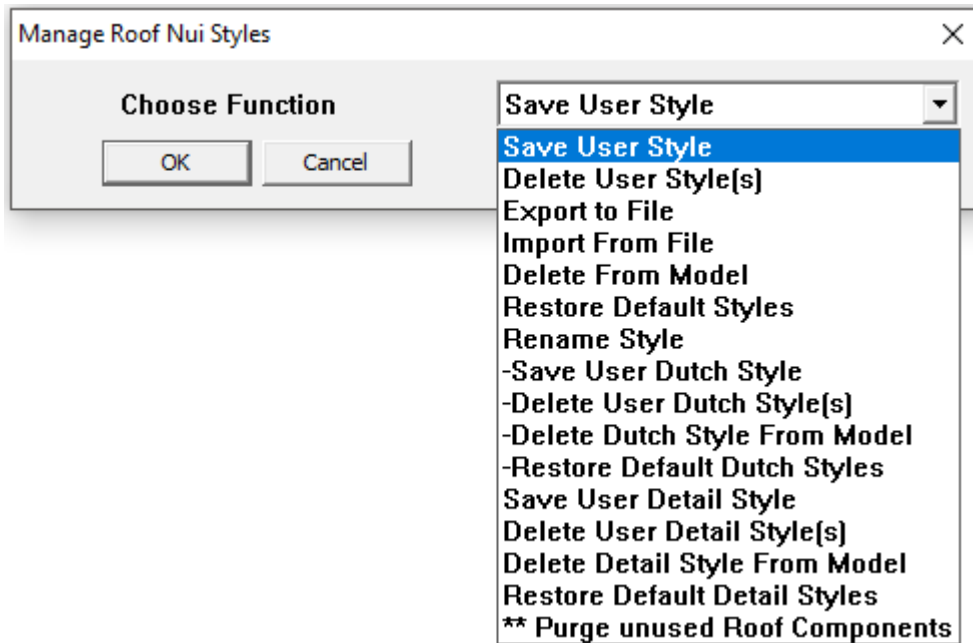 Manage Roof Nui Styles
Choose Function
Save User Style
OK
Cancel
Save User Style
Delete User Style(s)
Export to File
Import From File
Delete From Model
Restore Default Styles
Rename Style
-Save User Dutch Style
-Delete User Dutch Style(s)
-Delete Dutch Style From Model
-Restore Default Dutch Styles
Save User Detail Style
Delete User Detail Style(s)
Delete Detail Style From Model
Restore Default Detail Styles
** Purge unused Roof Components